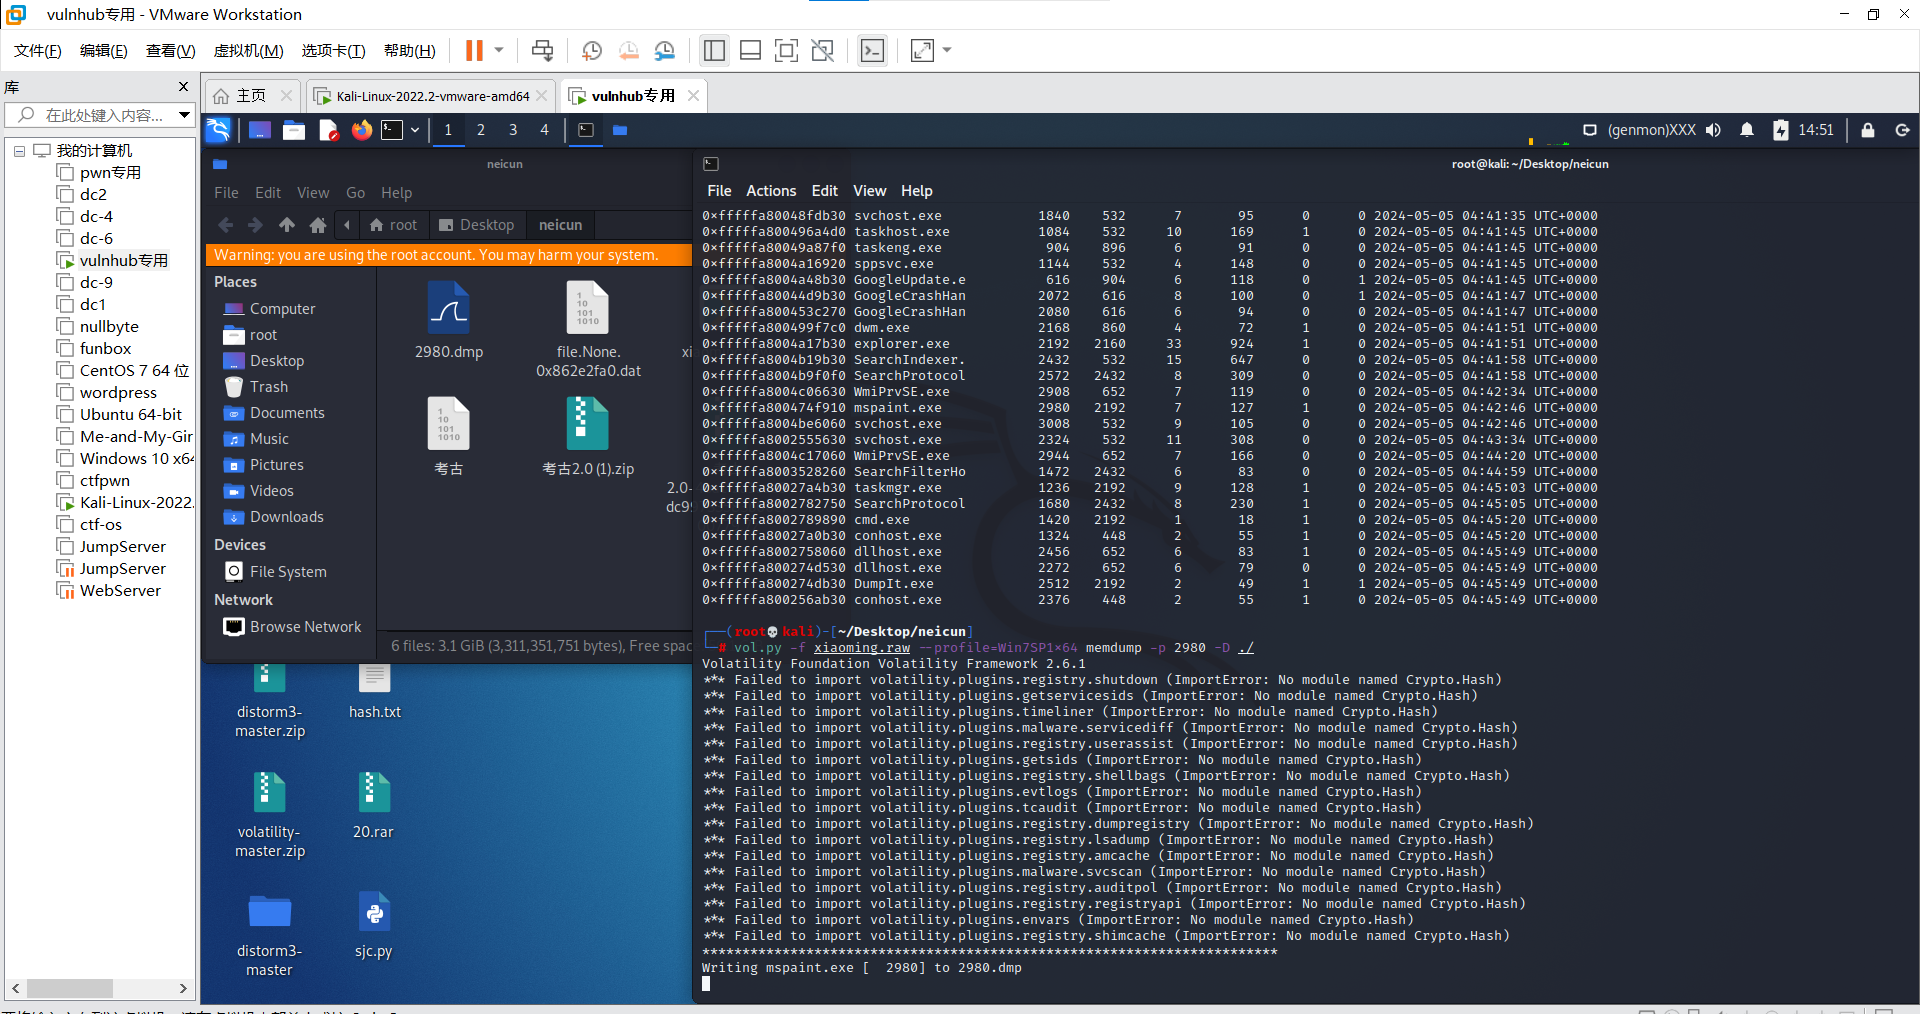 vulnhub专用 - VMware Workstation
文件(F) 编辑(E) 查看(V) 虚拟机(M) 选项卡(T) 帮助(H)
库
在此处键入内容...
我的计算机
pwn专用
dc2
dc-4
dc-6
vulnhub专用
dc-9
dc1
nullbyte
funbox
CentOS 7 64 位
wordpress
Ubuntu 64-bit
Me-and-My-Gir
Windows 10 x64
ctfpwn
Kali-Linux-2022.
ctf-os
JumpServer
JumpServer
WebServer
主页 Kali-Linux-2022.2-vmware-amd64 vulnhub专用
1 2 3 4 (genmon)XXX 14:51
neicun
File Edit View Go Help
root Desktop neicun
Warning: you are using the root account. You may harm your system.
Places
Computer
root
Desktop
Trash
Documents
Music
Pictures
Videos
Downloads
Devices
File System
Network
Browse Network
2980.dmp
file.None.
0x862e2fa0.dat
xi
考古
考古2.0 (1).zip
2.0-
dc99
6 files: 3.1 GiB (3,311,351,751 bytes), Free spac
distorm3-
master.zip
hash.txt
volatility-
master.zip
20.rar
distorm3-
master
sjc.py
root@kali: ~/Desktop/neicun
File Actions Edit View Help
0×fffffa80048fdb30 svchost.exe 1840 532 7 95 0 0 2024-05-05 04:41:35 UTC+0000
0×fffffa800496a4d0 taskhost.exe 1084 532 10 169 1 0 2024-05-05 04:41:45 UTC+0000
0×fffffa80049a87f0 taskeng.exe 904 896 6 91 0 0 2024-05-05 04:41:45 UTC+0000
0×fffffa8004a16920 sppsvc.exe 1144 532 4 148 0 0 2024-05-05 04:41:45 UTC+0000
0×fffffa8004a48b30 GoogleUpdate.e 616 904 6 118 0 1 2024-05-05 04:41:45 UTC+0000
0×fffffa80044d9b30 GoogleCrashHan 2072 616 8 100 0 1 2024-05-05 04:41:47 UTC+0000
0×fffffa800453c270 GoogleCrashHan 2080 616 6 94 0 0 2024-05-05 04:41:47 UTC+0000
0×fffffa800499f7c0 dwm.exe 2168 860 4 72 1 0 2024-05-05 04:41:51 UTC+0000
0×fffffa8004a17b30 explorer.exe 2192 2160 33 924 1 0 2024-05-05 04:41:51 UTC+0000
0×fffffa8004b19b30 SearchIndexer. 2432 532 15 647 0 0 2024-05-05 04:41:58 UTC+0000
0×fffffa8004b9f0f0 SearchProtocol 2572 2432 8 309 0 0 2024-05-05 04:41:58 UTC+0000
0×fffffa8004c06630 WmiPrvSE.exe 2908 652 7 119 0 0 2024-05-05 04:42:34 UTC+0000
0×fffffa800474f910 mspaint.exe 2980 2192 7 127 1 0 2024-05-05 04:42:46 UTC+0000
0×fffffa8004be6060 svchost.exe 3008 532 9 105 0 0 2024-05-05 04:42:46 UTC+0000
0×fffffa8002555630 svchost.exe 2324 532 11 308 0 0 2024-05-05 04:43:34 UTC+0000
0×fffffa8004c17060 WmiPrvSE.exe 2944 652 7 166 0 0 2024-05-05 04:44:20 UTC+0000
0×fffffa8003528260 SearchFilterHo 1472 2432 6 83 0 0 2024-05-05 04:44:59 UTC+0000
0×fffffa80027a4b30 taskmgr.exe 1236 2192 9 128 1 0 2024-05-05 04:45:03 UTC+0000
0×fffffa8002782750 SearchProtocol 1680 2432 8 230 1 0 2024-05-05 04:45:05 UTC+0000
0×fffffa8002789890 cmd.exe 1420 2192 1 18 1 0 2024-05-05 04:45:20 UTC+0000
0×fffffa80027a0b30 conhost.exe 1324 448 2 55 1 0 2024-05-05 04:45:20 UTC+0000
0×fffffa8002758060 dllhost.exe 2456 652 6 83 1 0 2024-05-05 04:45:49 UTC+0000
0×fffffa800274d530 dllhost.exe 2272 652 6 79 0 0 2024-05-05 04:45:49 UTC+0000
0×fffffa800274db30 DumpIt.exe 2512 2192 2 49 1 1 2024-05-05 04:45:49 UTC+0000
0×fffffa800256ab30 conhost.exe 2376 448 2 55 1 0 2024-05-05 04:45:49 UTC+0000
┌──(root💀kali)-[~/Desktop/neicun]
└─# vol.py -f xiaoming.raw --profile=Win7SP1×64 memdump -p 2980 -D ./
Volatility Foundation Volatility Framework 2.6.1
*** Failed to import volatility.plugins.registry.shutdown (ImportError: No module named Crypto.Hash)
*** Failed to import volatility.plugins.getservicesids (ImportError: No module named Crypto.Hash)
*** Failed to import volatility.plugins.timeliner (ImportError: No module named Crypto.Hash)
*** Failed to import volatility.plugins.malware.servicediff (ImportError: No module named Crypto.Hash)
*** Failed to import volatility.plugins.registry.userassist (ImportError: No module named Crypto.Hash)
*** Failed to import volatility.plugins.getsids (ImportError: No module named Crypto.Hash)
*** Failed to import volatility.plugins.registry.shellbags (ImportError: No module named Crypto.Hash)
*** Failed to import volatility.plugins.evtlogs (ImportError: No module named Crypto.Hash)
*** Failed to import volatility.plugins.tcaudit (ImportError: No module named Crypto.Hash)
*** Failed to import volatility.plugins.registry.dumpregistry (ImportError: No module named Crypto.Hash)
*** Failed to import volatility.plugins.registry.lsadump (ImportError: No module named Crypto.Hash)
*** Failed to import volatility.plugins.registry.amcache (ImportError: No module named Crypto.Hash)
*** Failed to import volatility.plugins.malware.svcscan (ImportError: No module named Crypto.Hash)
*** Failed to import volatility.plugins.registry.auditpol (ImportError: No module named Crypto.Hash)
*** Failed to import volatility.plugins.registry.registryapi (ImportError: No module named Crypto.Hash)
*** Failed to import volatility.plugins.envars (ImportError: No module named Crypto.Hash)
*** Failed to import volatility.plugins.registry.shimcache (ImportError: No module named Crypto.Hash)
************************************************************************
Writing mspaint.exe [ 2980] to 2980.dmp